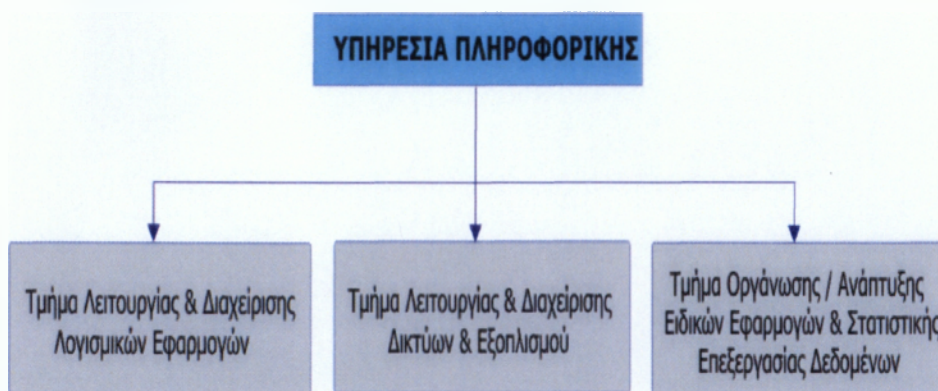 ΥΠΗΡΕΣΙΑ ΠΛΗΡΟΦΟΡΙΚΗΣ
Τμήμα Λειτουργίας & Διαχείρισης
Λογισμικών Εφαρμογών
Τμήμα Λειτουργίας & Διαχείρισης
Δικτύων & Εξοπλισμού
Τμήμα Οργάνωσης / Ανάπτυξης
Ειδικών Εφαρμογών & Στατιστικής
Επεξεργασίας Δεδομένων